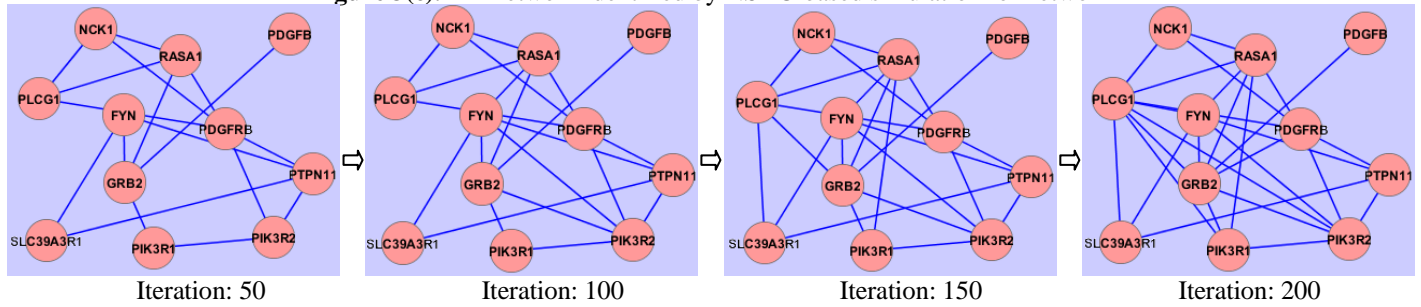 NCK1
PDGFB
RASA1
PLCG1
FYN
PDGFRB
PTPN11
GRB2
SLC39A3R1
PIK3R1
PIK3R2
Iteration: 50
NCK1
PDGFB
RASA1
PLCG1
FYN
PDGFRB
PTPN11
GRB2
SLC39A3R1
PIK3R1
PIK3R2
Iteration: 100
NCK1
PDGFB
RASA1
PLCG1
FYN
PDGFRB
PTPN11
GRB2
SLC39A3R1
PIK3R1
PIK3R2
Iteration: 150
NCK1
PDGFB
RASA1
PLCG1
FYN
PDGFRB
PTPN11
GRB2
SLC39A3R1
PIK3R1
PIK3R2
Iteration: 200